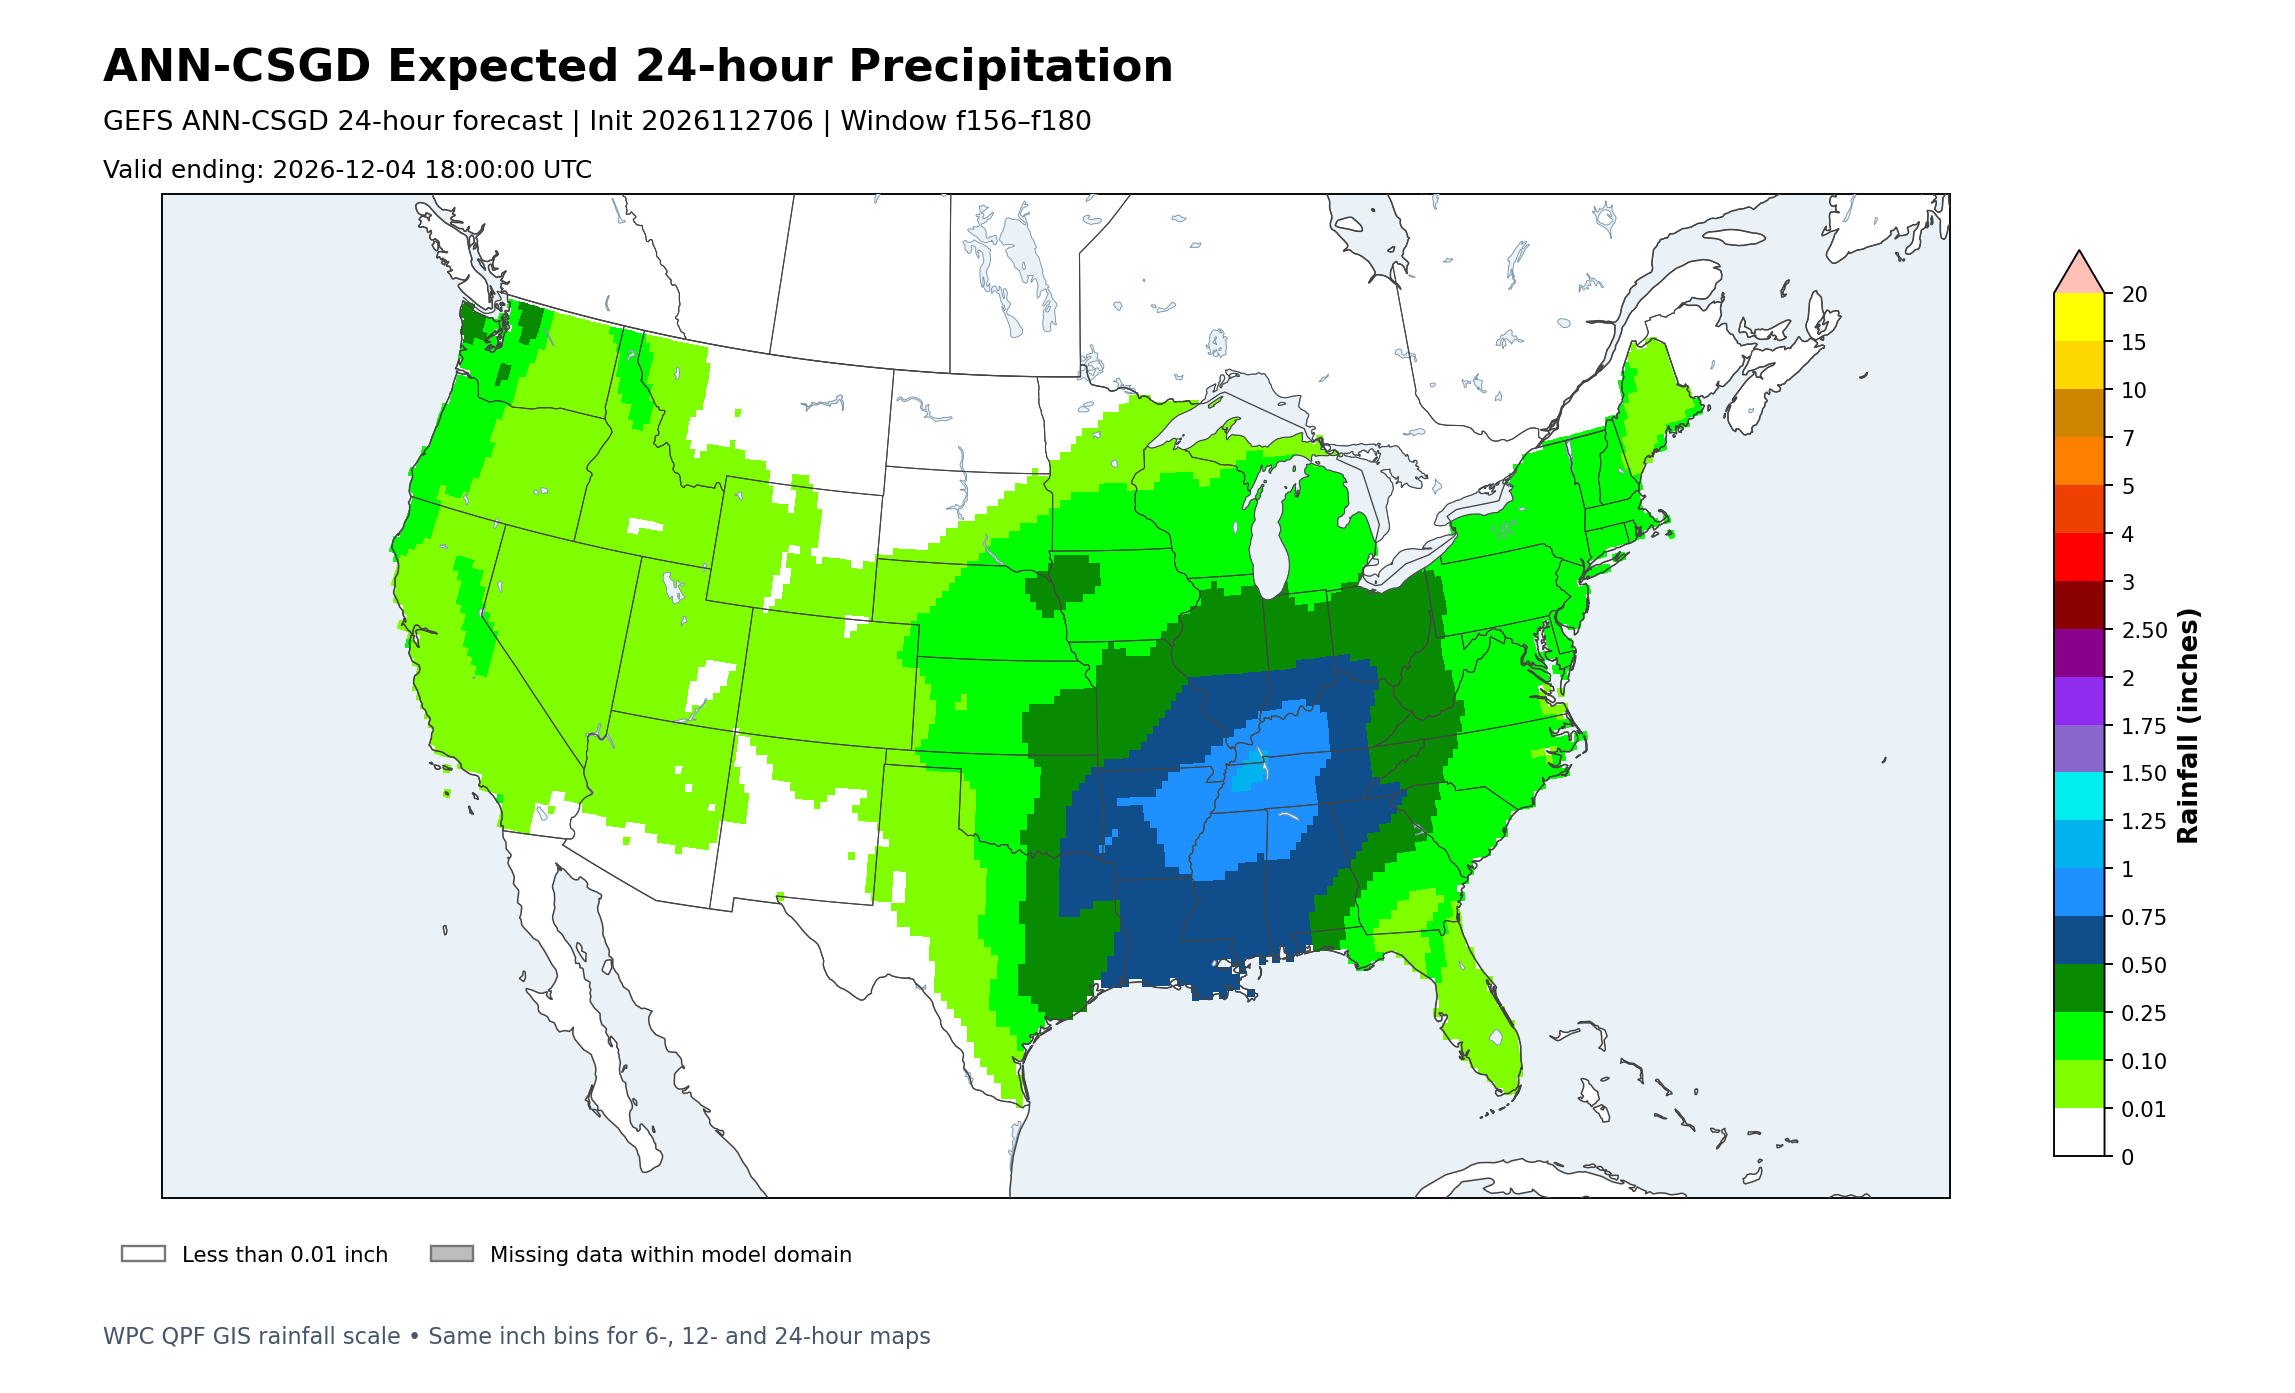 ANN-CSGD Expected 24-hour Precipitation
GEFS ANN-CSGD 24-hour forecast | Init 2026112706 | Window f156–f180
Valid ending: 2026-12-04 18:00:00 UTC
20
15
10
7
5
4
3
2.50
2
1.75
1.50
1.25
1
0.75
0.50
0.25
0.10
0.01
0
Rainfall (inches)
Less than 0.01 inch
Missing data within model domain
WPC QPF GIS rainfall scale • Same inch bins for 6-, 12- and 24-hour maps